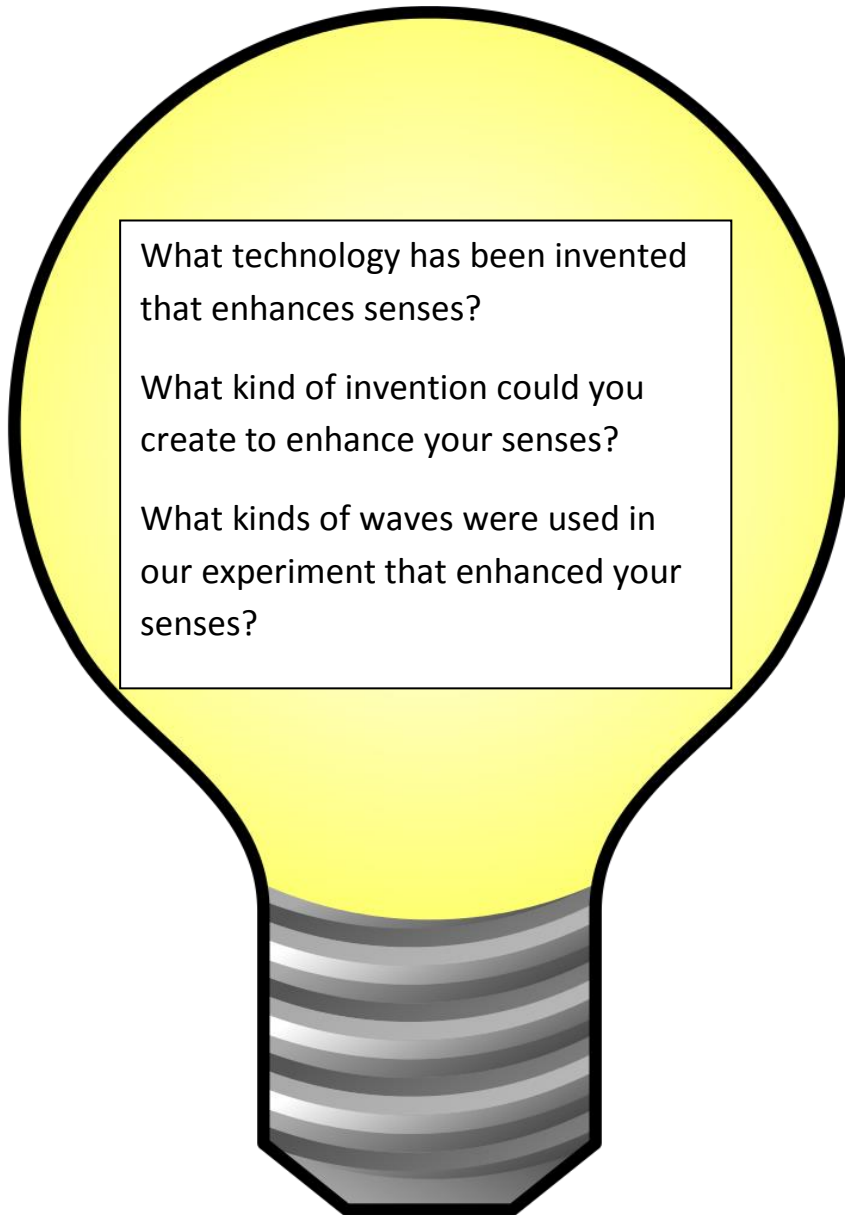 What technology has been invented
that enhances senses?
What kind of invention could you
create to enhance your senses?
What kinds of waves were used in
our experiment that enhanced your
senses?